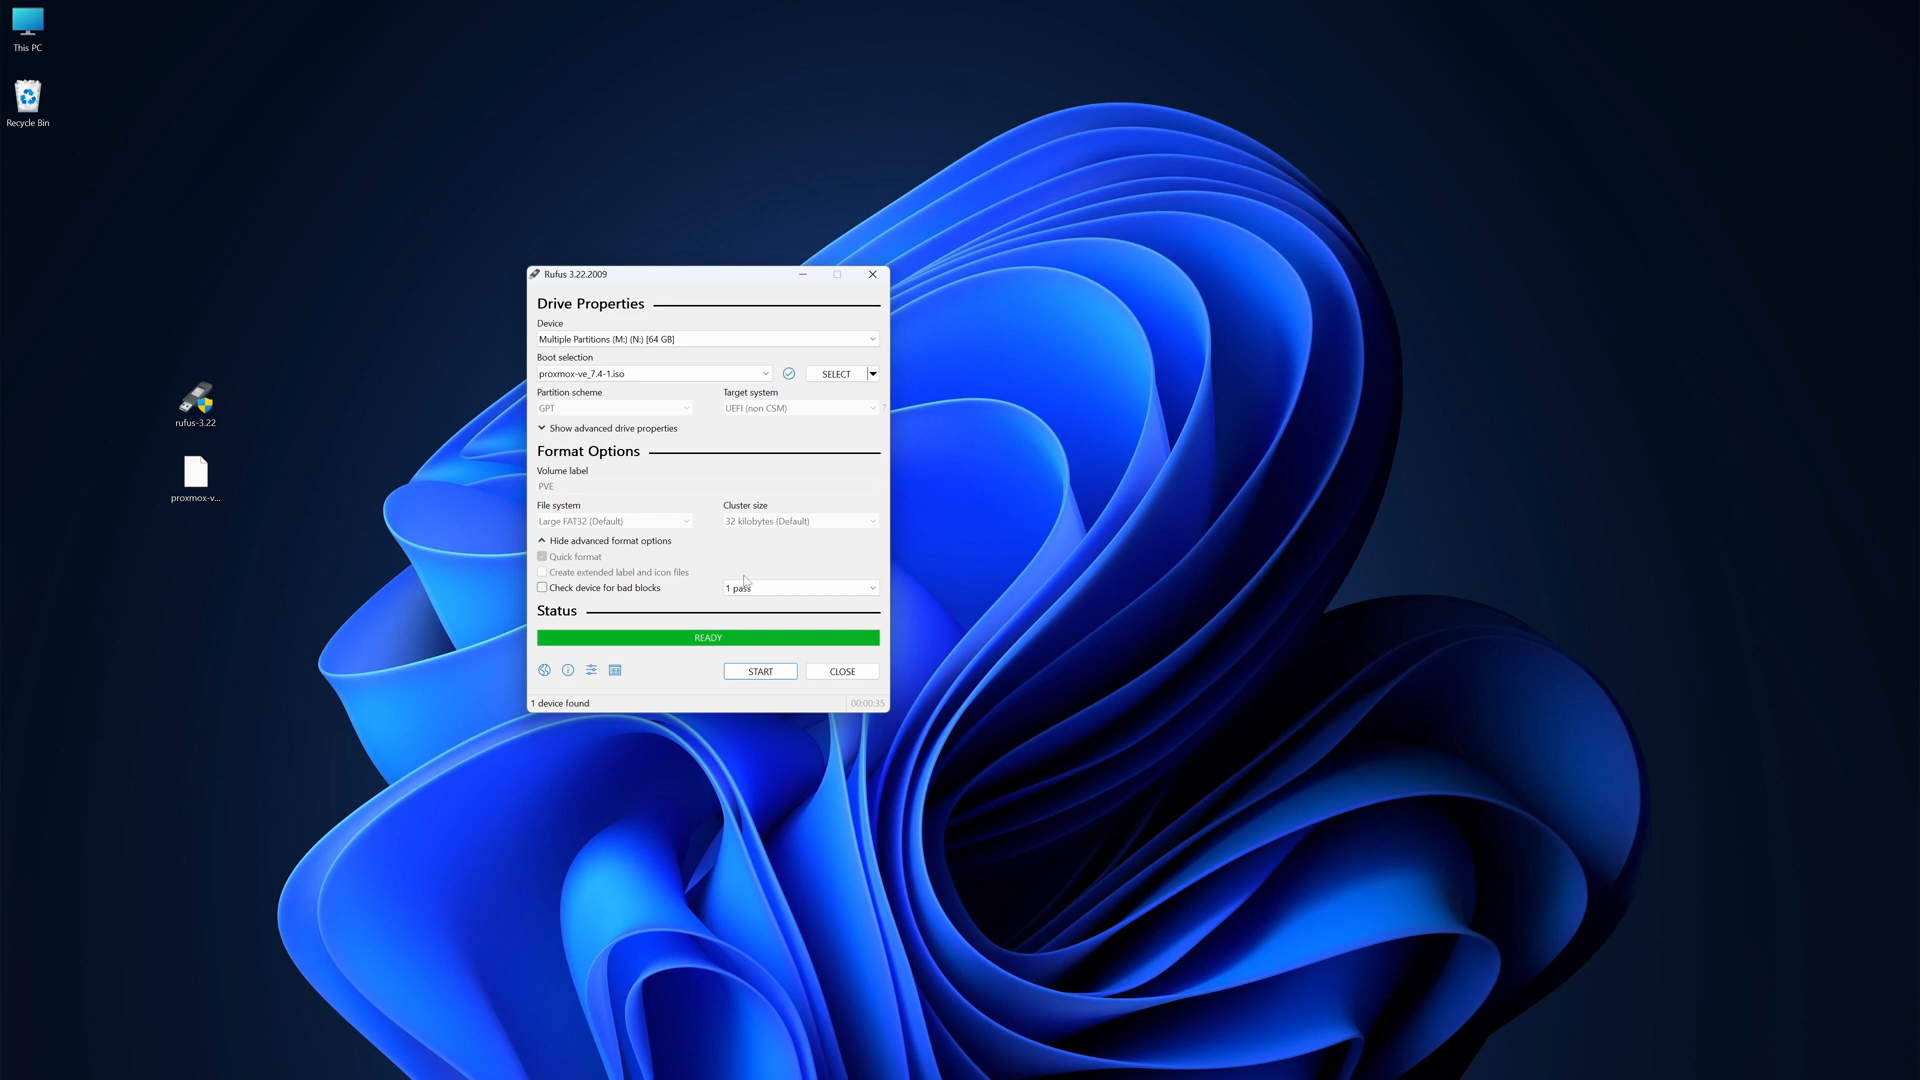 This PC
Recycle Bin
rufus-3.22
proxmox-v...
Rufus 3.22.2009
Drive Properties
Device
Multiple Partitions (M:) (N:) [64 GB]
Boot selection
proxmox-ve_7.4-1.iso
SELECT
Partition scheme
Target system
GPT
UEFI (non CSM)
?
Show advanced drive properties
Format Options
Volume label
PVE
File system
Cluster size
Large FAT32 (Default)
32 kilobytes (Default)
Hide advanced format options
Quick format
Create extended label and icon files
Check device for bad blocks
1 pass
Status
READY
START
CLOSE
1 device found
00:00:35